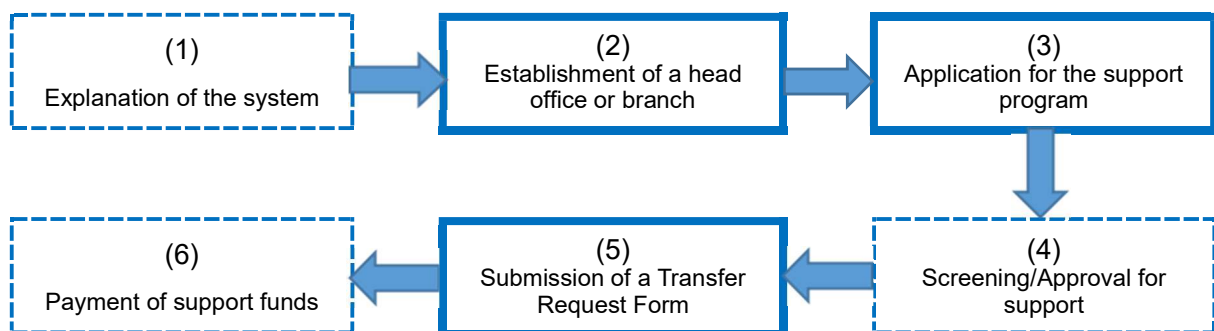 (1)
Explanation of the system
(2)
Establishment of a head
office or branch
(3)
Application for the support
program
(4)
Screening/Approval for
support
(5)
Submission of a Transfer
Request Form
(6)
Payment of support funds